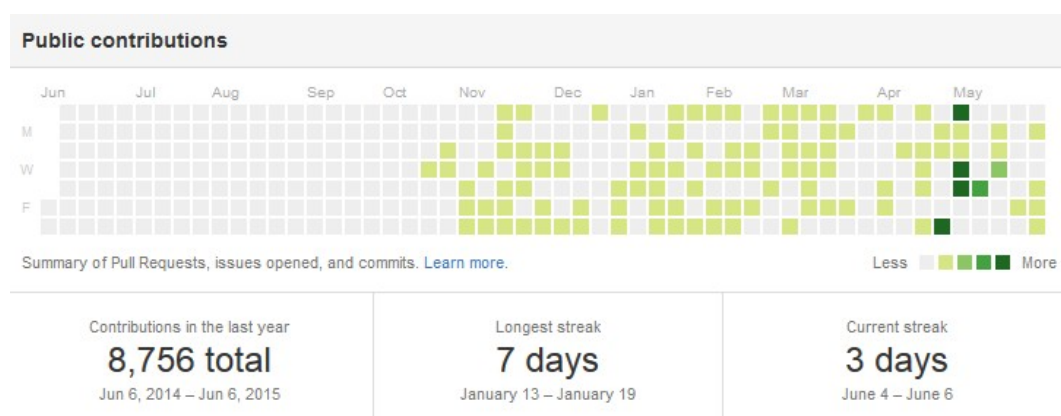 Public contributions
Jun Jul Aug Sep Oct Nov Dec Jan Feb Mar Apr May
M
W
F
Summary of Pull Requests, issues opened, and commits. Learn more.
Less More
Contributions in the last year
8,756 total
Jun 6, 2014 – Jun 6, 2015
Longest streak
7 days
January 13 – January 19
Current streak
3 days
June 4 – June 6